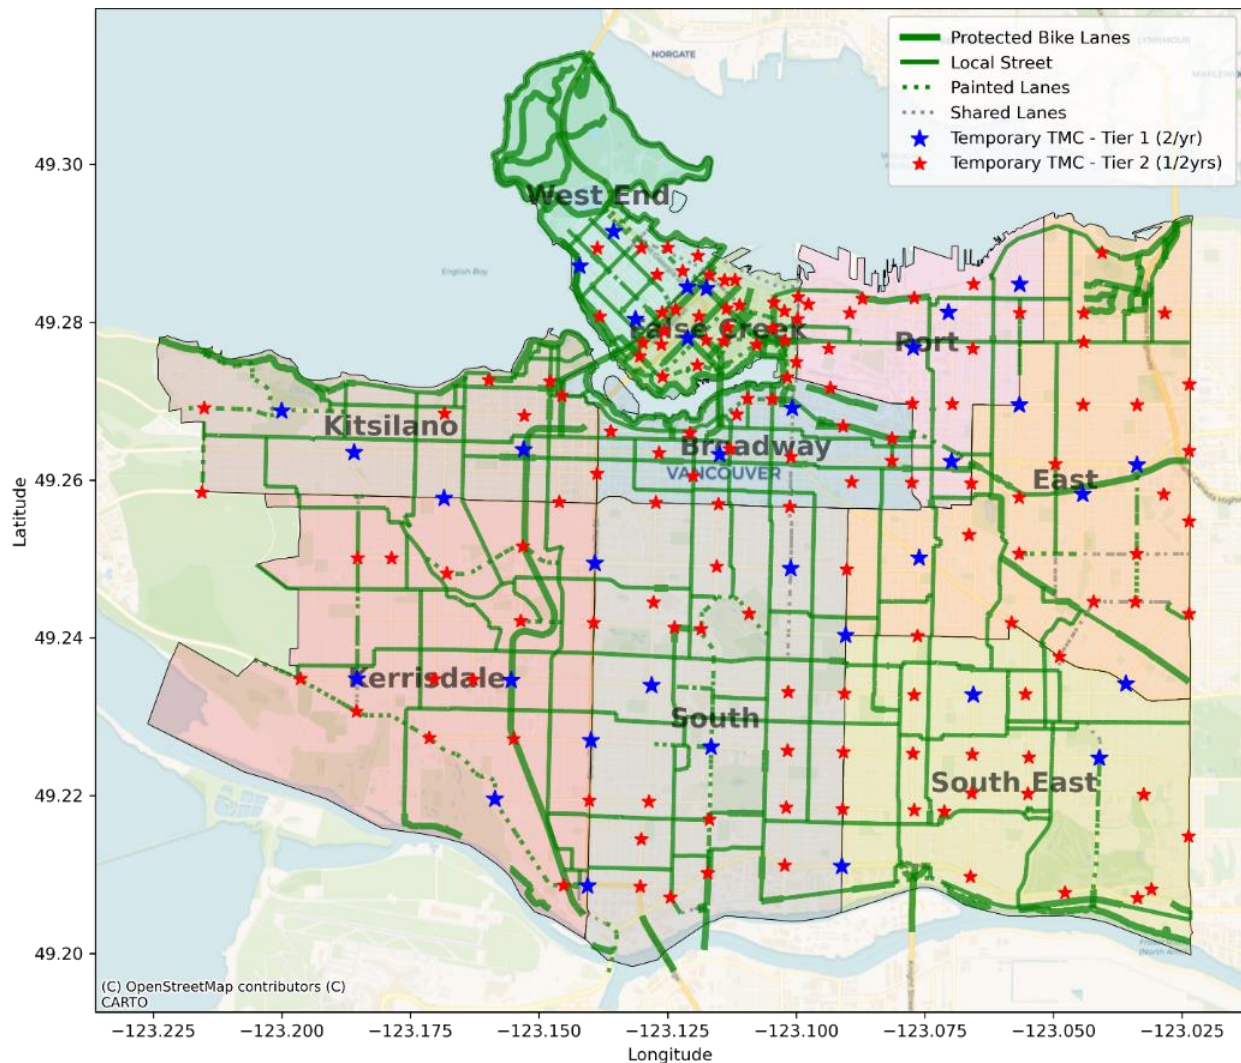 Protected Bike Lanes
Local Street
Painted Lanes
Shared Lanes
Temporary TMC - Tier 1 (2/yr)
Temporary TMC - Tier 2 (1/2yrs)
NORGATE
LYNNMOUR
49.30
West End
English Bay
49.28
False Creek
Port
Kitsilano
Broadway
VANCOUVER
East
49.26
Latitude
49.24
Kerrisdale
South
South East
49.22
49.20
(C) OpenStreetMap contributors (C)
CARTO
−123.225 −123.200 −123.175 −123.150 −123.125 −123.100 −123.075 −123.050 −123.025
Longitude